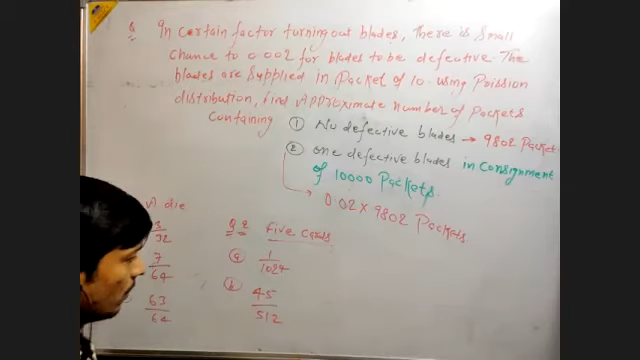 Q In certain factor turning out blades, There is Small
Chance to 0.002 for blades to be defective. The
blades are Supplied in Packet of 10. Using Poission
distribution, find Approximate number of Packets
Containing
① No defective blades → 9802 Packet
② One defective blades in Consignment
of 10000 Packets.
0.02 × 9802 Packets.
die
3/32
7/64
63/64
Q 2 Five Cards
ⓐ 1/1024
ⓑ 45/512